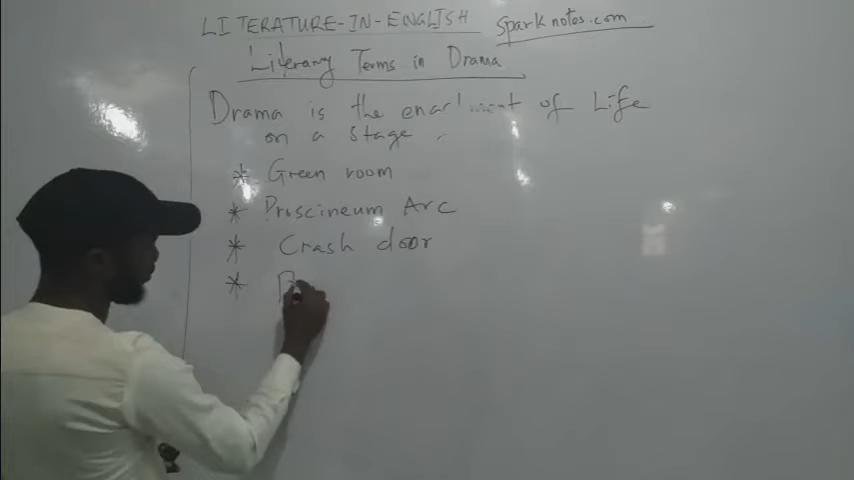 LITERATURE-IN-ENGLISH
sparknotes.com
Literary Terms in Drama
Drama is the of Life
on a stage.
* Green room
* Proscineum Arc
* Crash door
*